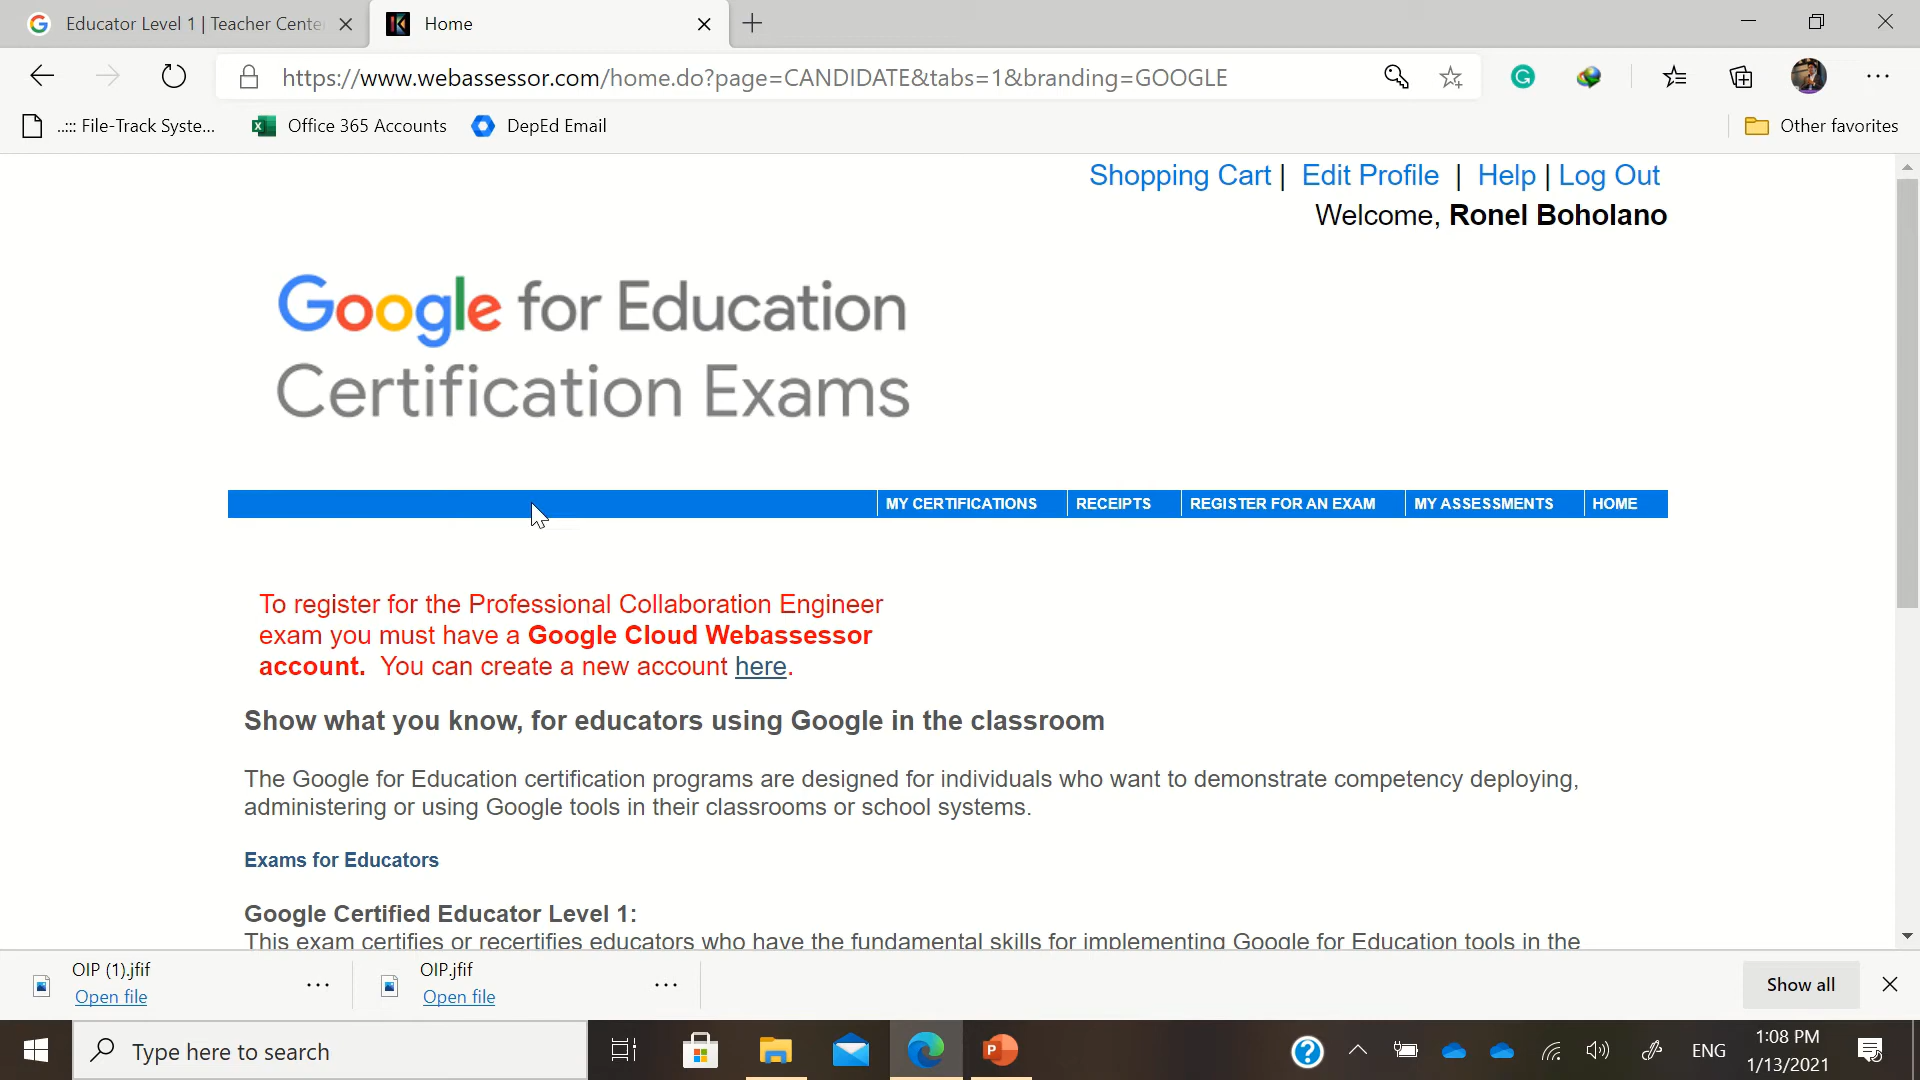 Educator Level 1 | Teacher Cente
Home
https://www.webassessor.com/home.do?page=CANDIDATE&tabs=1&branding=GOOGLE
..::: File-Track Syste...
Office 365 Accounts
DepEd Email
Other favorites
Shopping Cart | Edit Profile | Help | Log Out
Welcome, Ronel Boholano
Google for Education
Certification Exams
MY CERTIFICATIONS
RECEIPTS
REGISTER FOR AN EXAM
MY ASSESSMENTS
HOME
To register for the Professional Collaboration Engineer
exam you must have a Google Cloud Webassessor
account. You can create a new account here.
Show what you know, for educators using Google in the classroom
The Google for Education certification programs are designed for individuals who want to demonstrate competency deploying,
administering or using Google tools in their classrooms or school systems.
Exams for Educators
Google Certified Educator Level 1:
This exam certifies or recertifies educators who have the fundamental skills for implementing Google for Education tools in the
OIP (1).jfif
Open file
OIP.jfif
Open file
Show all
Type here to search
ENG
1:08 PM
1/13/2021